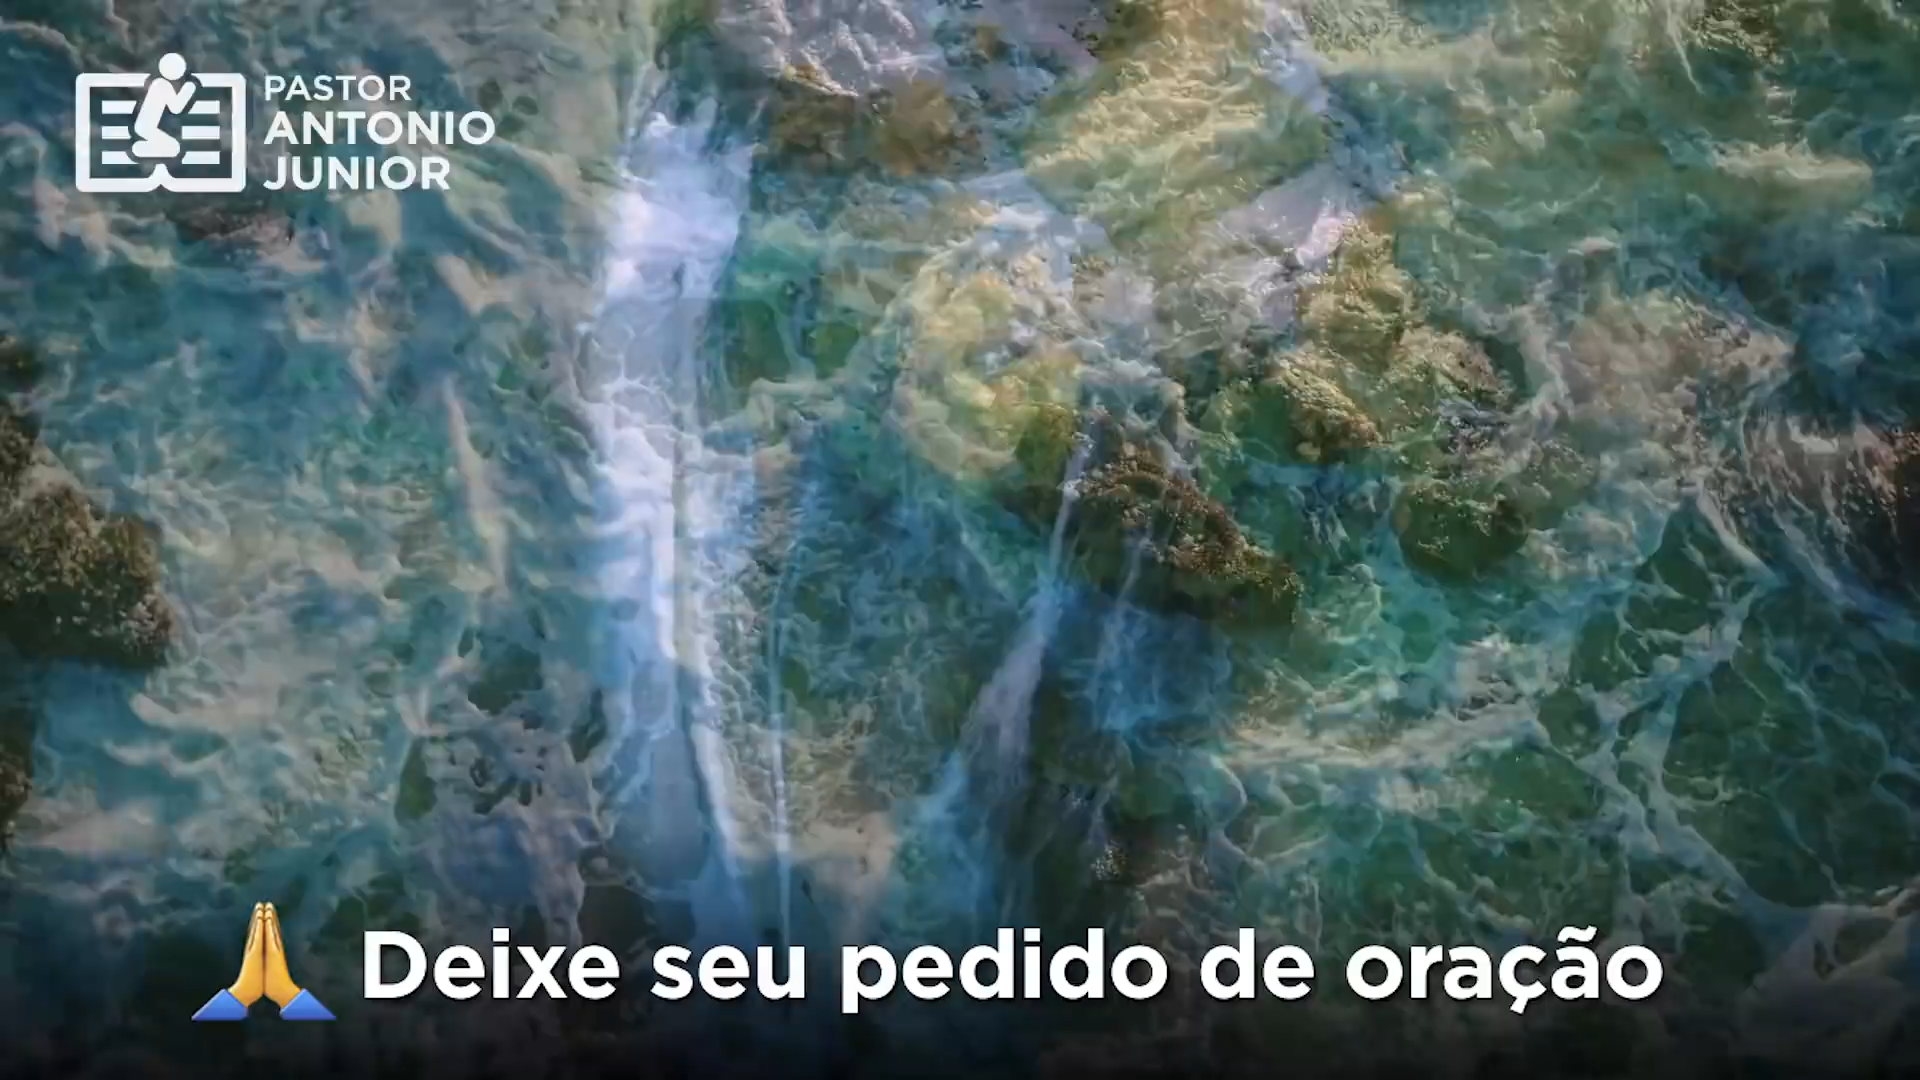 PASTOR
ANTONIO
JUNIOR
🙏 Deixe seu pedido de oração